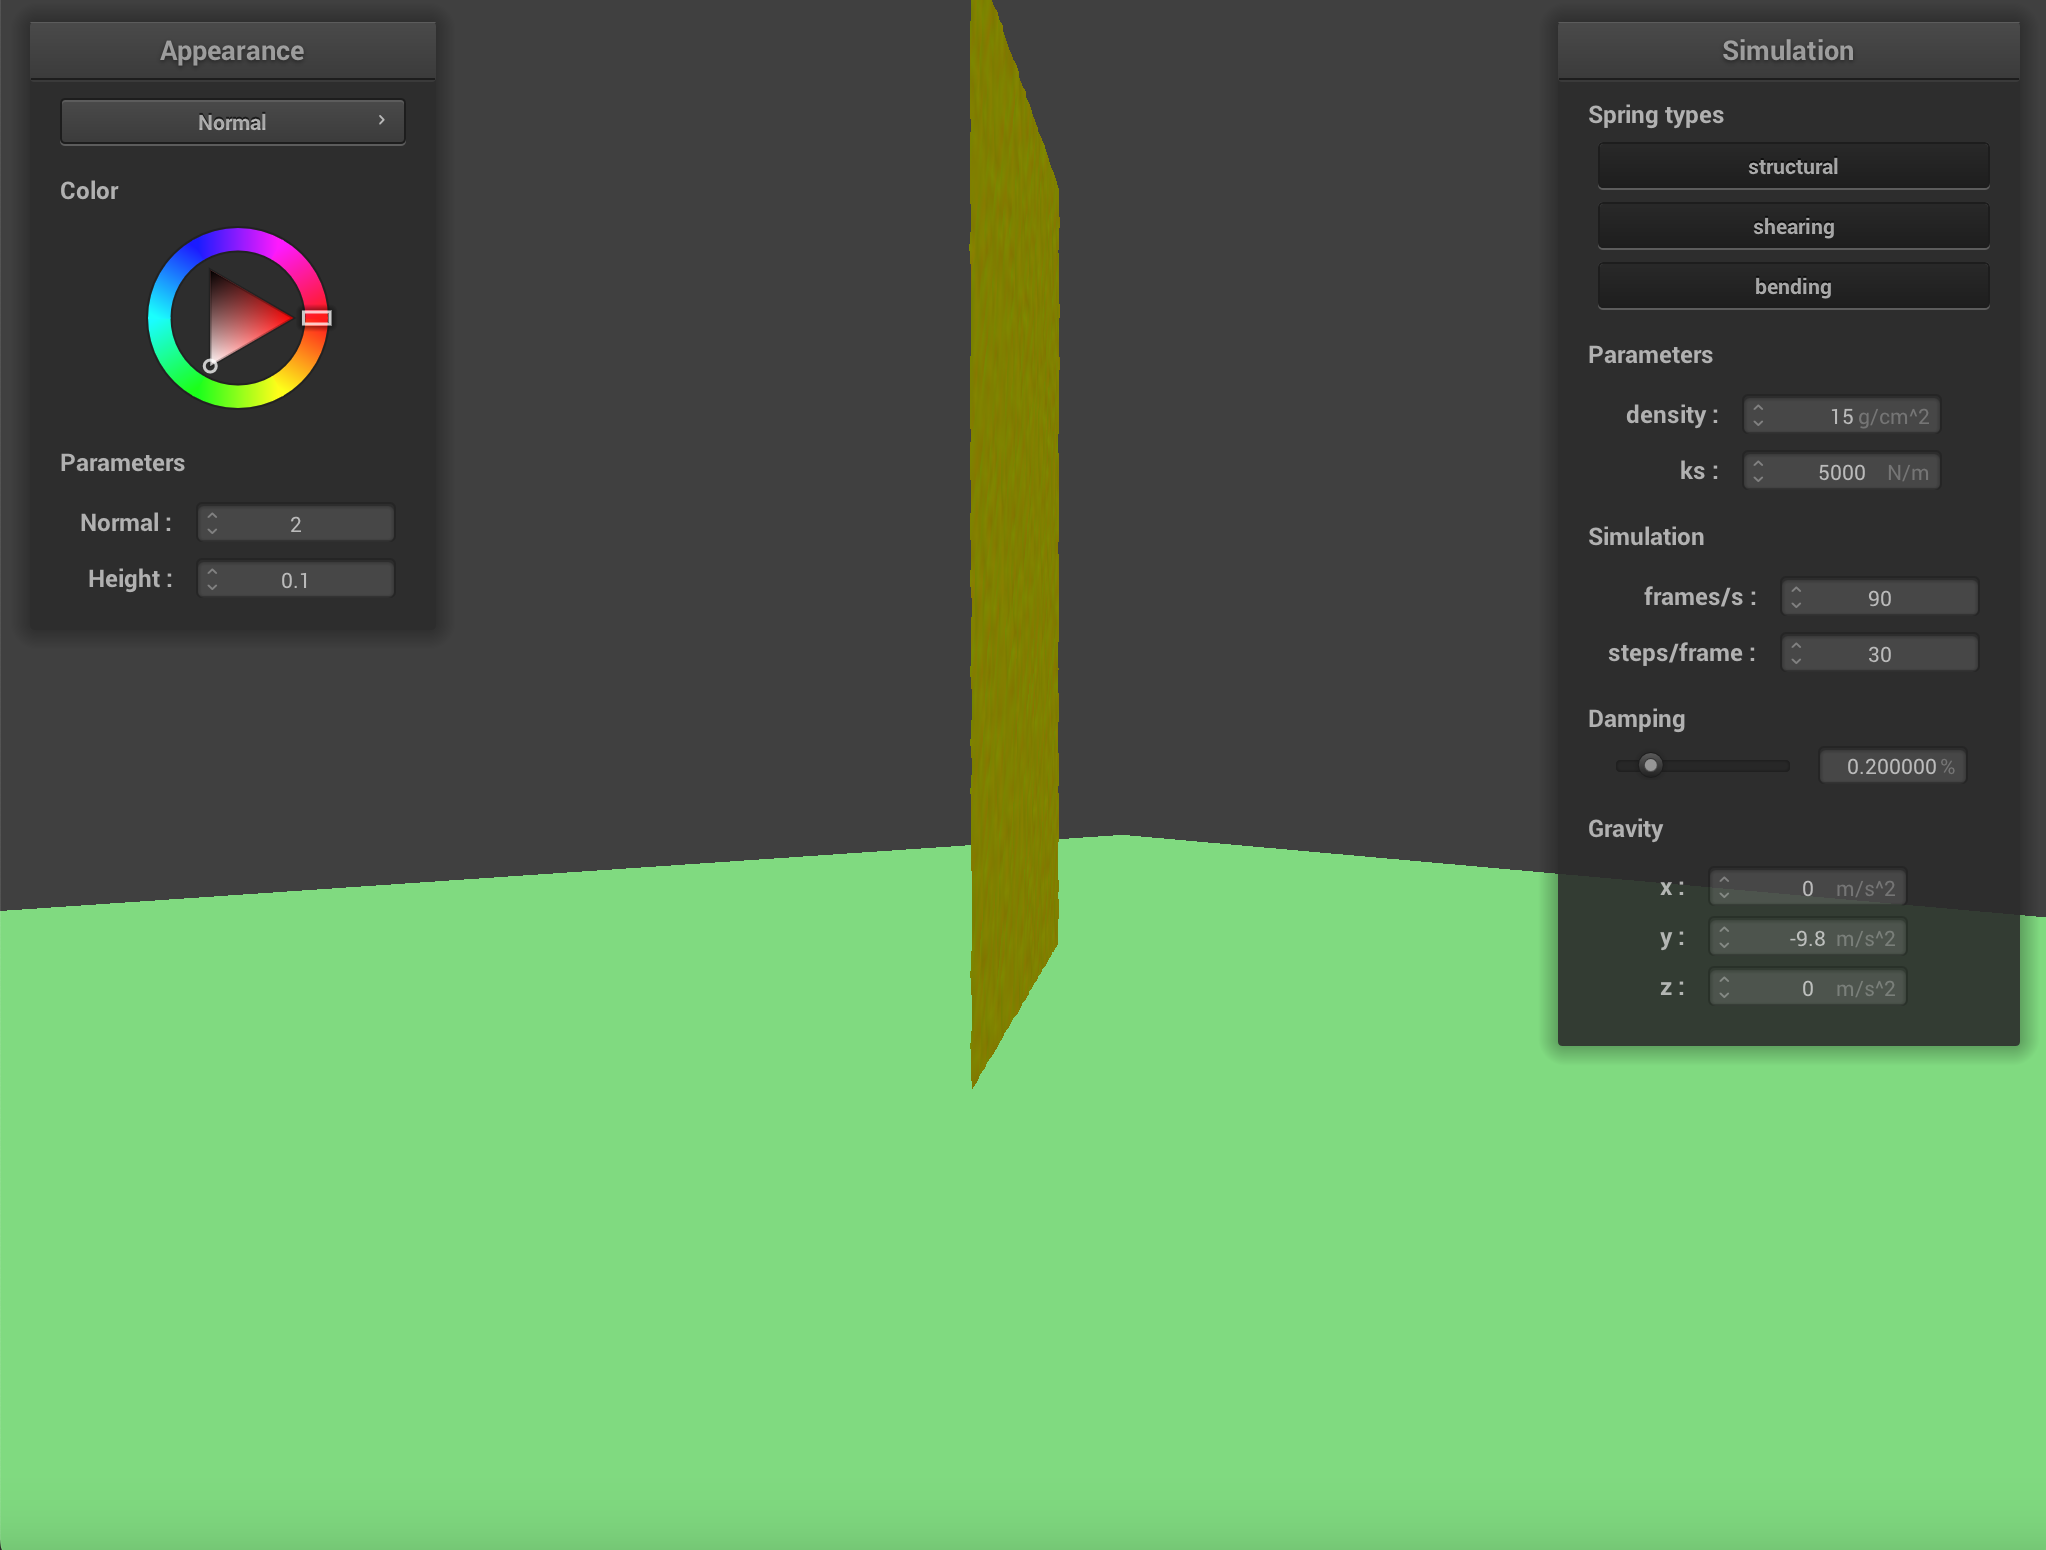 Appearance
Normal
Color
Parameters
Normal : 2
Height : 0.1
Simulation
Spring types
structural
shearing
bending
Parameters
density : 15 g/cm^2
ks : 5000 N/m
Simulation
frames/s : 90
steps/frame : 30
Damping
0.200000 %
Gravity
x : 0 m/s^2
y : -9.8 m/s^2
z : 0 m/s^2